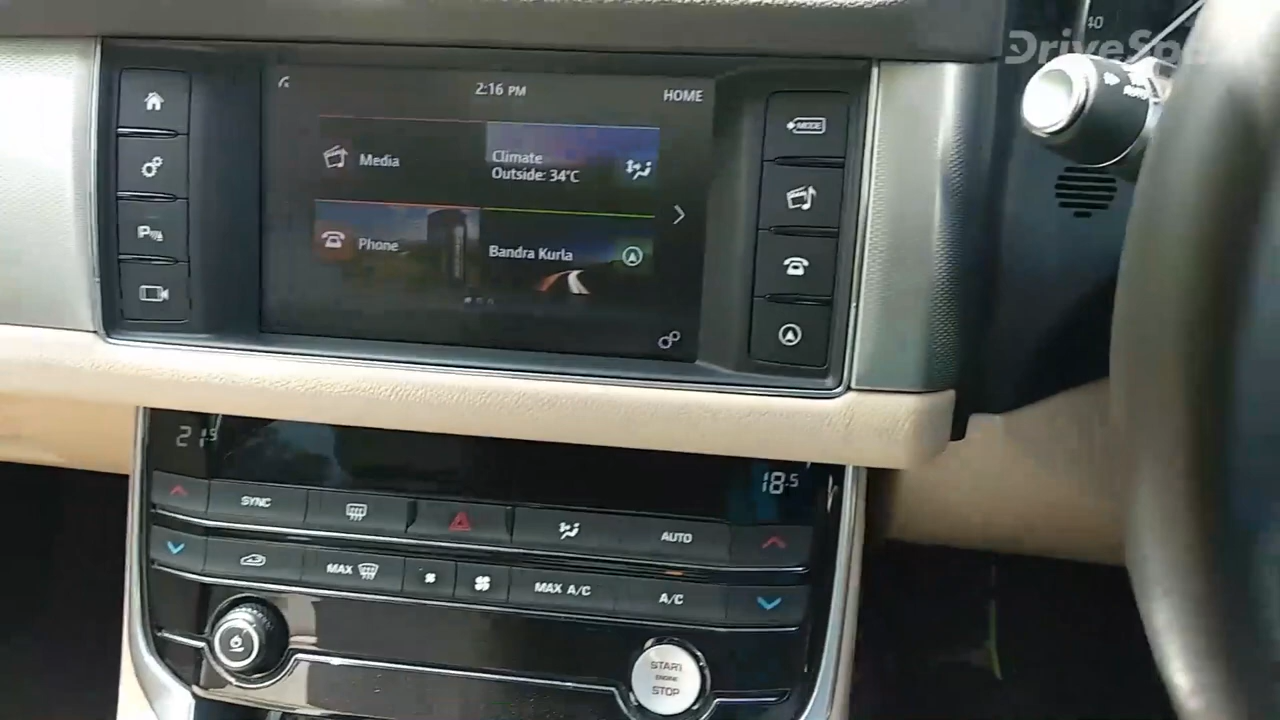 40
DriveSp
2:16 PM
HOME
MODE
Media
Climate
Outside: 34°C
Phone
Bandra Kurla
21.5
18.5
SYNC
AUTO
MAX
MAX A/C
A/C
START
ENGINE
STOP